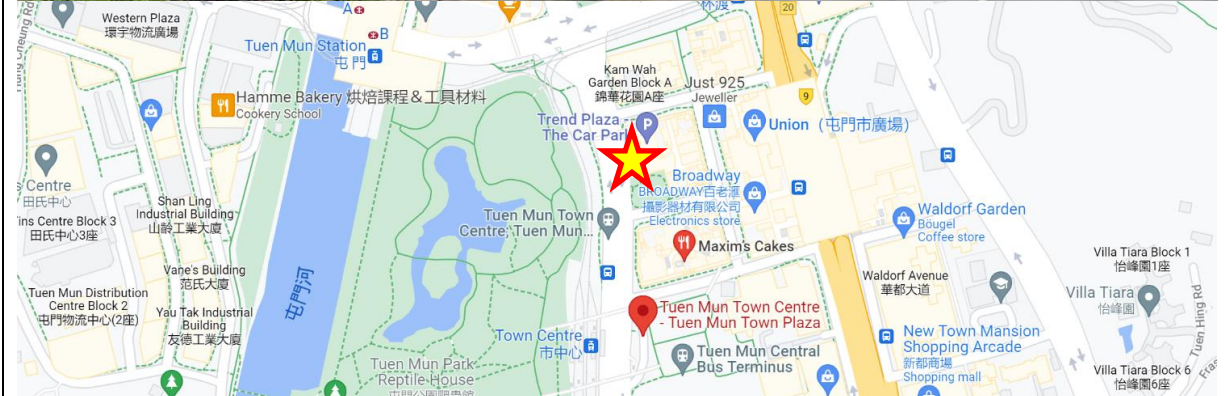 Western Plaza
環宇物流廣場
A
B
Tuen Mun Station
屯門
林渡
20
Hung Cheung Rd
Hamme Bakery 烘焙課程&工具材料
Cookery School
Kam Wah
Garden Block A
錦華花園A座
Just 925
Jeweller
9
Trend Plaza,
The Car Park
P
Union (屯門市廣場)
s Centre
田氏中心
Tins Centre Block 3
田氏中心3座
Shan Ling
Industrial Building
山齡工業大廈
Broadway
BROADWAY百老滙
攝影器材有限公司
Electronics store
Tuen Mun Town
Centre; Tuen Mun...
Maxim's Cakes
Waldorf Garden
Bougel
Coffee store
Vane's Building
范氏大廈
屯門河
Villa Tiara Block 1
怡峰園1座
Waldorf Avenue
華都大道
Villa Tiara
怡峰園
Tuen Mun Distribution
Centre Block 2
屯門物流中心(2座)
Yau Tak Industrial
Building
友德工業大廈
Tuen Mun Town Centre
- Tuen Mun Town Plaza
Town Centre
市中心
New Town Mansion
Shopping Arcade
新都商場
Shopping mall
Tuen Hing Rd
Tuen Mun Central
Bus Terminus
Tuen Mun Park
Reptile House
Villa Tiara Block 6
怡峰園6座